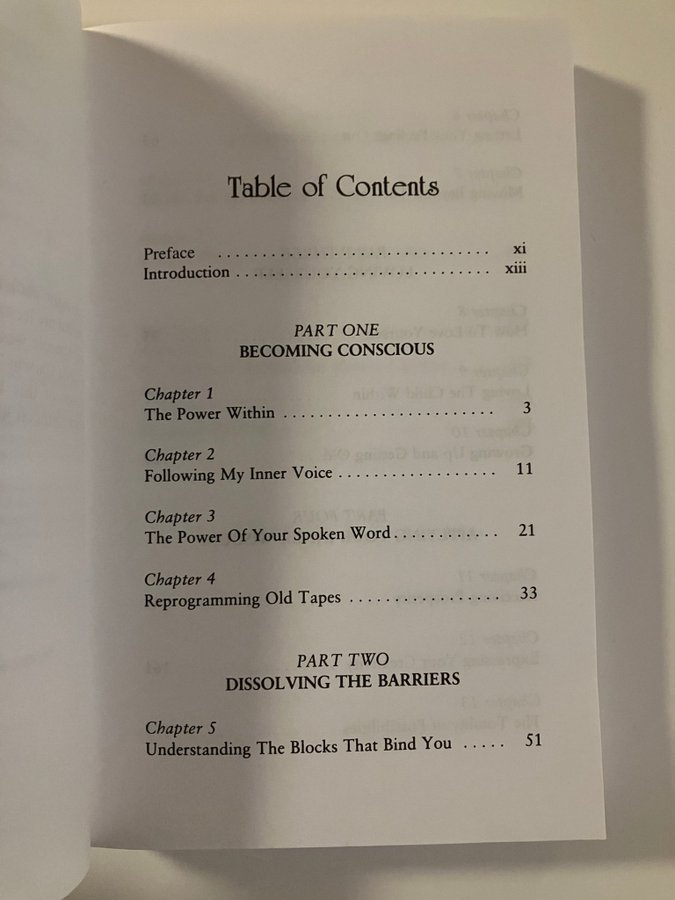 Table of Contents
Preface ............................... xi
Introduction ............................. xiii
PART ONE
BECOMING CONSCIOUS
Chapter 1
The Power Within ........................ 3
Chapter 2
Following My Inner Voice .................. 11
Chapter 3
The Power Of Your Spoken Word............ 21
Chapter 4
Reprogramming Old Tapes ................. 33
PART TWO
DISSOLVING THE BARRIERS
Chapter 5
Understanding The Blocks That Bind You ..... 51